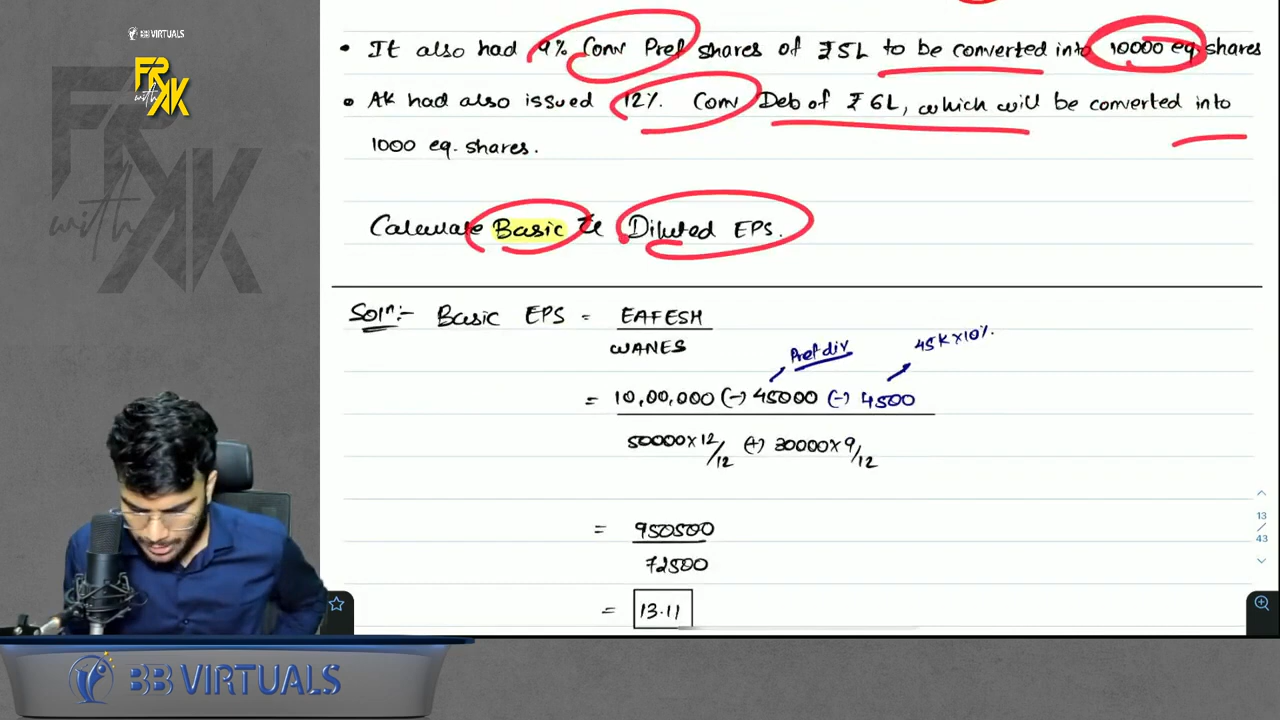 BB VIRTUALS
FR
with AK
FR
with AK
• It also had 9% Conv Pref shares of ₹5L to be converted into 10000 eq. shares
• AK had also issued 12% Conv Deb of ₹6L, which will be converted into
1000 eq. shares.
Calculate Basic & Diluted EPS.
Soln:- Basic EPS = EAFESH
WANES
Pref div
45K×10%
= 10,00,000 (-) 45000 (-) 4500
50000×12/12 (+) 30000×9/12
= 950500
72500
= 13.11
13
/
43
BB VIRTUALS